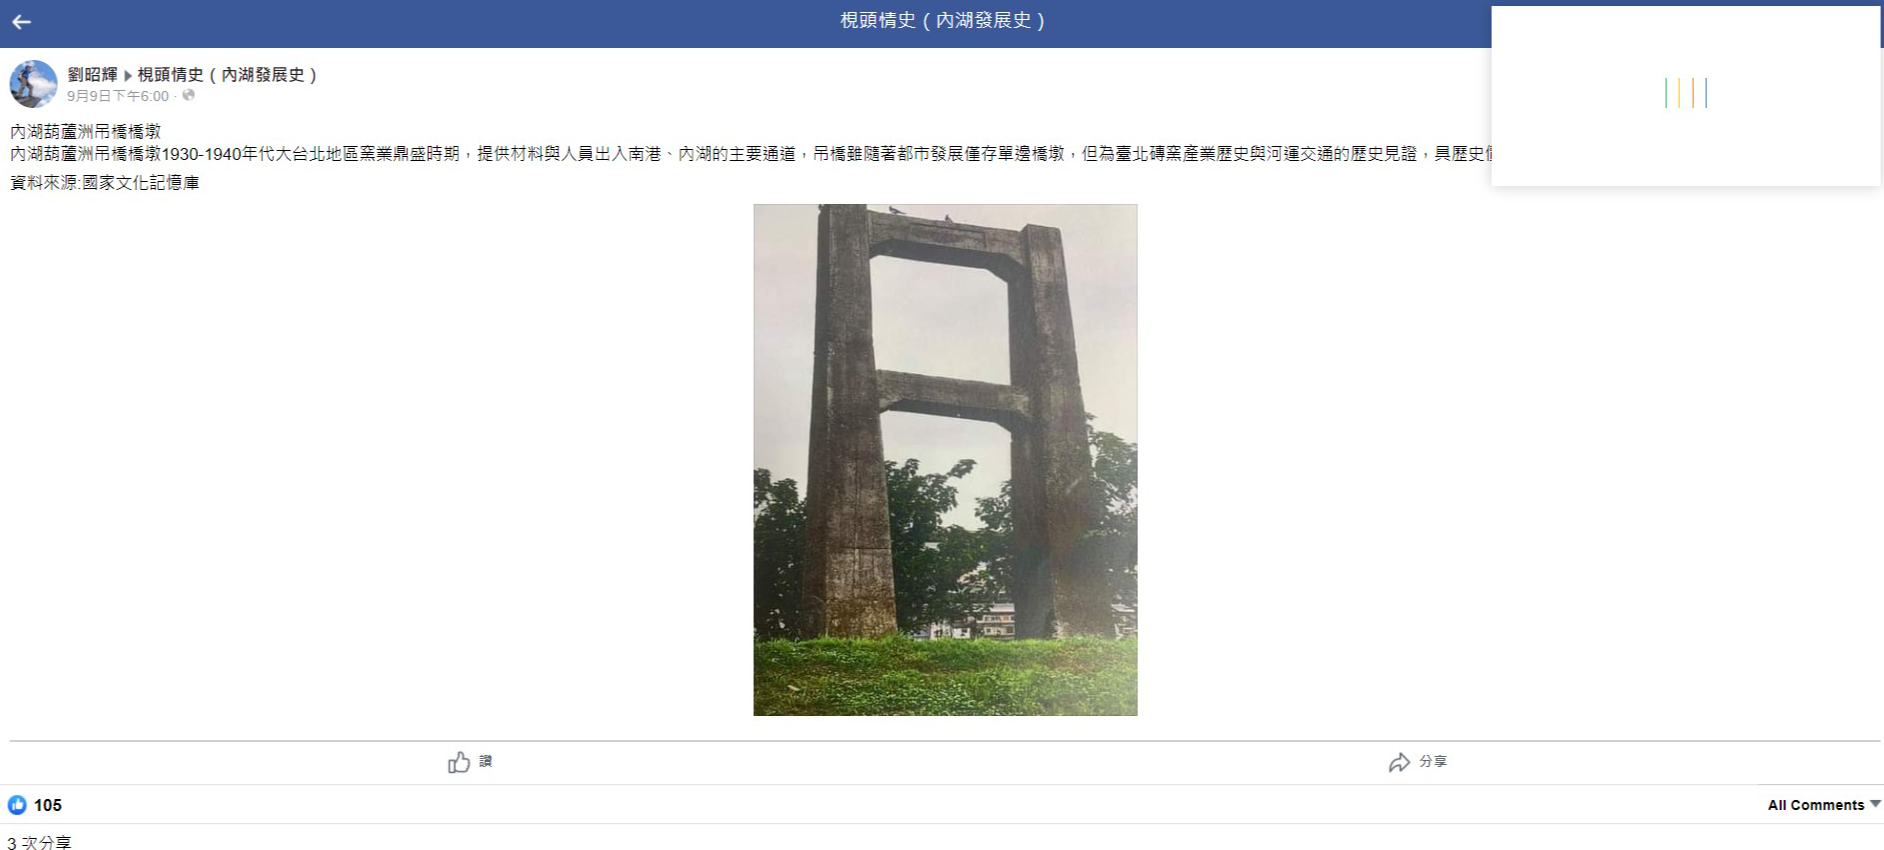 梘頭情史 ( 內湖發展史 )
劉昭輝 ▶ 梘頭情史 ( 內湖發展史 )
9月9日下午6:00 ·
內湖葫蘆洲吊橋橋墩
內湖葫蘆洲吊橋橋墩1930-1940年代大台北地區窯業鼎盛時期，提供材料與人員出入南港、內湖的主要通道，吊橋雖隨著都市發展僅存單邊橋墩，但為臺北磚窯產業歷史與河運交通的歷史見證，具歷史
資料來源:國家文化記憶庫
讚
分享
105
All Comments
3 次分享